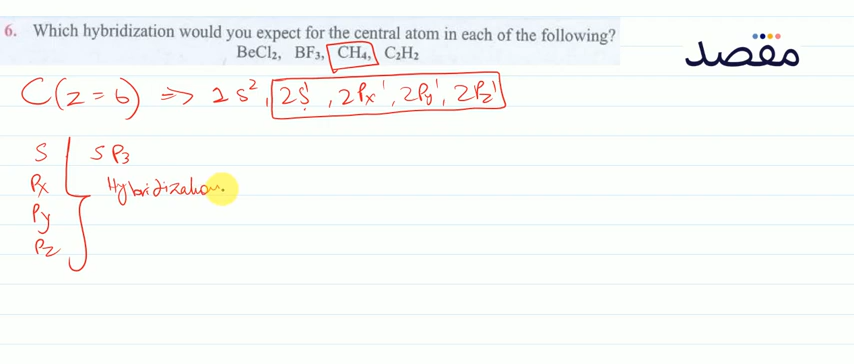 6. Which hybridization would you expect for the central atom in each of the following?
BeCl₂, BF₃, CH₄, C₂H₂
مقصد
C(z=6) ⇒ 2s², 2s¹, 2Px¹, 2Py¹, 2Pz¹
S
Px
Py
Pz
SP₃
Hybridization.